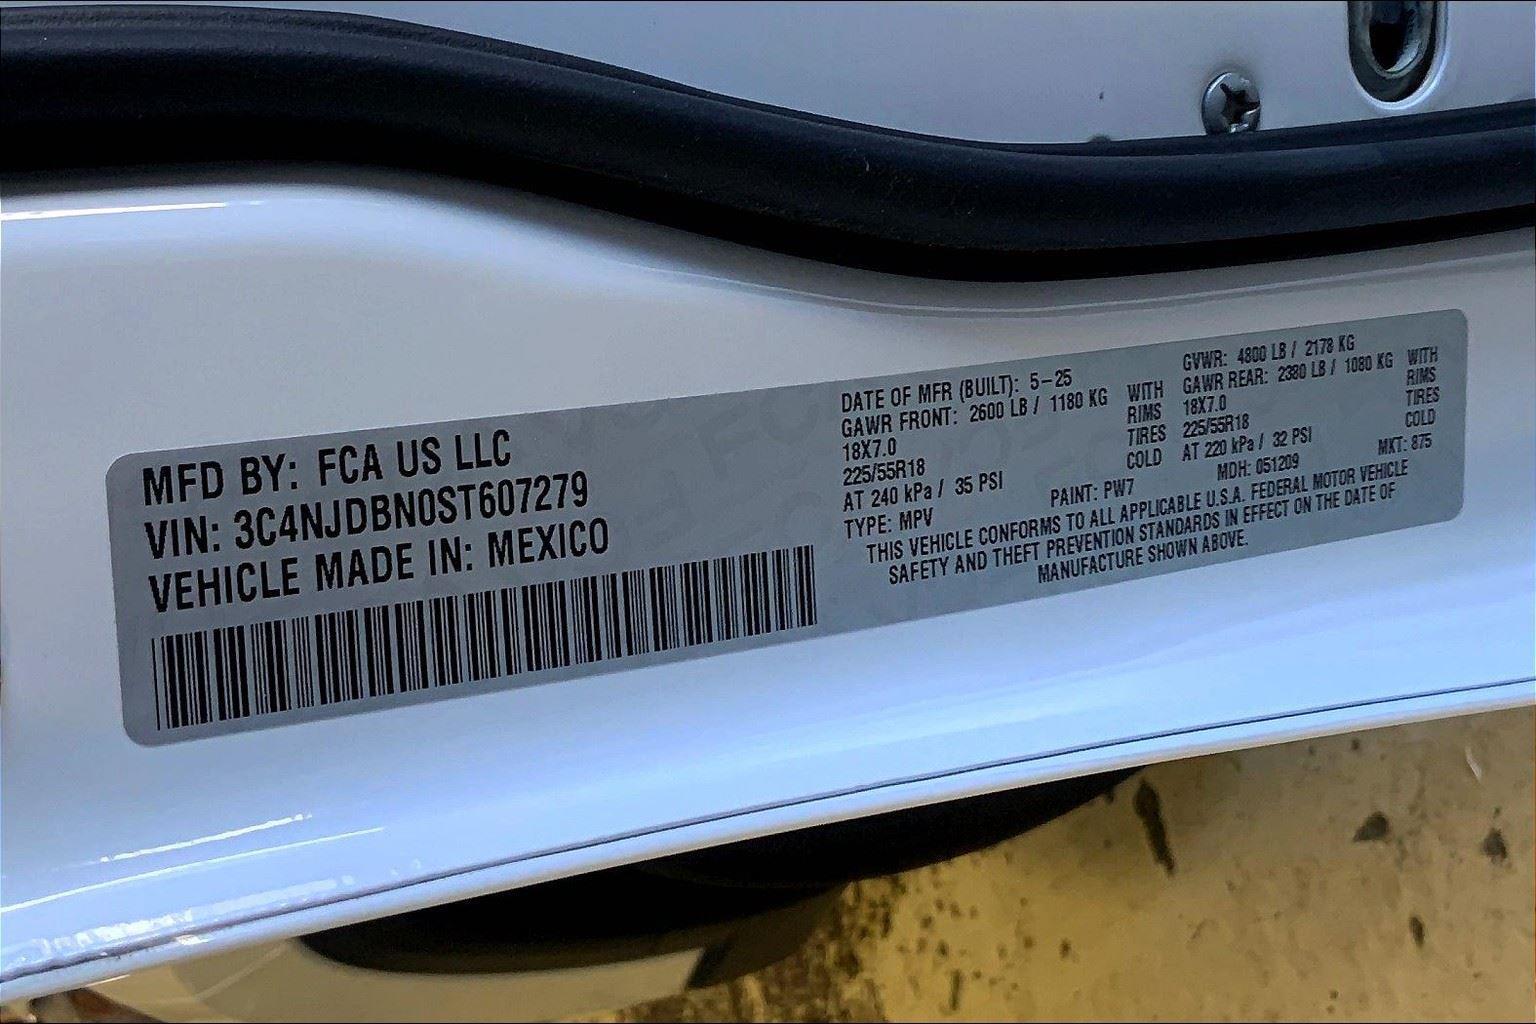 MFD BY: FCA US LLC
VIN: 3C4NJDBN0ST607279
VEHICLE MADE IN: MEXICO
DATE OF MFR (BUILT): 5-25
GAWR FRONT: 2600 LB / 1180 KG WITH
18X7.0 RIMS
225/55R18 TIRES
AT 240 kPa / 35 PSI COLD
TYPE: MPV
GVWR: 4800 LB / 2178 KG
GAWR REAR: 2380 LB / 1080 KG WITH
18X7.0 RIMS
225/55R18 TIRES
AT 220 kPa / 32 PSI COLD
PAINT: PW7 MDH: 051209 MKT: 875
THIS VEHICLE CONFORMS TO ALL APPLICABLE U.S.A. FEDERAL MOTOR VEHICLE
SAFETY AND THEFT PREVENTION STANDARDS IN EFFECT ON THE DATE OF
MANUFACTURE SHOWN ABOVE.